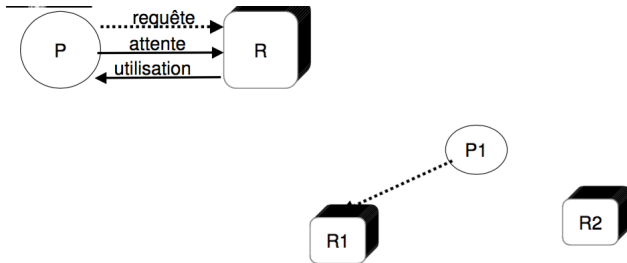 requête
P
attente
R
utilisation
P1
R1
R2